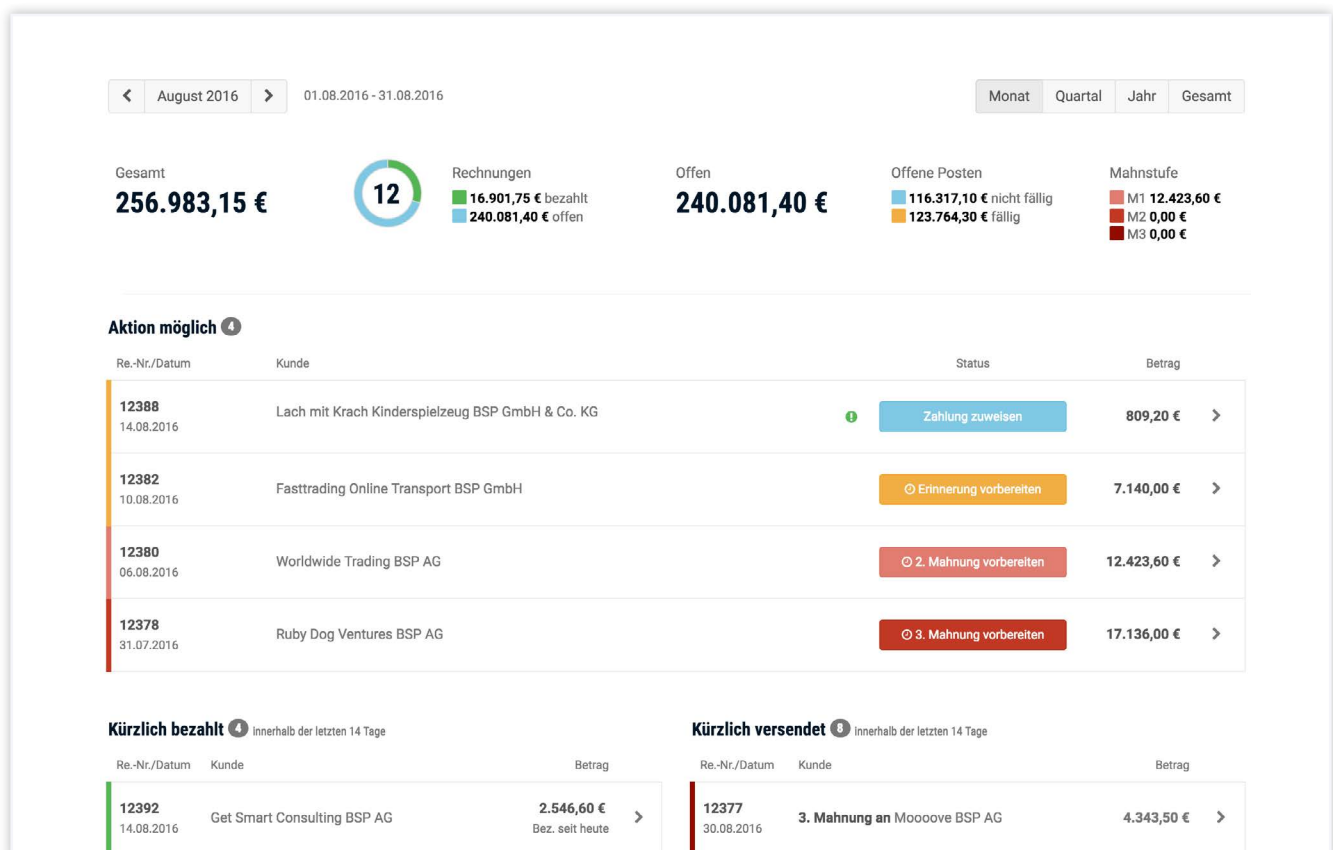 August 2016 01.08.2016 - 31.08.2016 Monat Quartal Jahr Gesamt
Gesamt
256.983,15 €
12
Rechnungen
16.901,75 € bezahlt
240.081,40 € offen
Offen
240.081,40 €
Offene Posten
116.317,10 € nicht fällig
123.764,30 € fällig
Mahnstufe
M1 12.423,60 €
M2 0,00 €
M3 0,00 €
Aktion möglich 4
Re.-Nr./Datum Kunde Status Betrag
12388
14.08.2016
Lach mit Krach Kinderspielzeug BSP GmbH & Co. KG Zahlung zuweisen 809,20 €
12382
10.08.2016
Fasttrading Online Transport BSP GmbH Erinnerung vorbereiten 7.140,00 €
12380
06.08.2016
Worldwide Trading BSP AG 2. Mahnung vorbereiten 12.423,60 €
12378
31.07.2016
Ruby Dog Ventures BSP AG 3. Mahnung vorbereiten 17.136,00 €
Kürzlich bezahlt 4 innerhalb der letzten 14 Tage
Re.-Nr./Datum Kunde Betrag
12392
14.08.2016
Get Smart Consulting BSP AG
2.546,60 €
Bez. seit heute
Kürzlich versendet 8 innerhalb der letzten 14 Tage
Re.-Nr./Datum Kunde Betrag
12377
30.08.2016
3. Mahnung an Moooove BSP AG 4.343,50 €